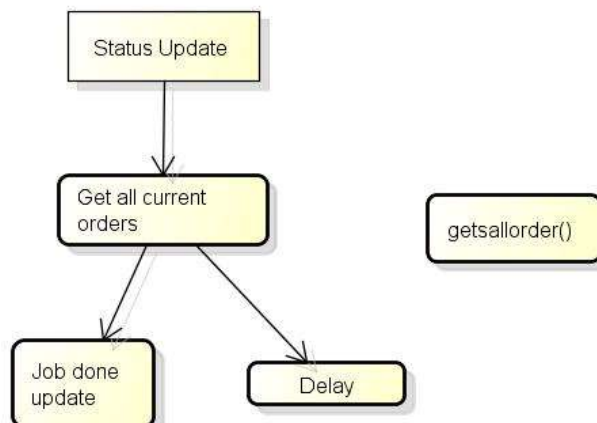 Status Update
Get all current
orders
getsallorder()
Job done
update
Delay